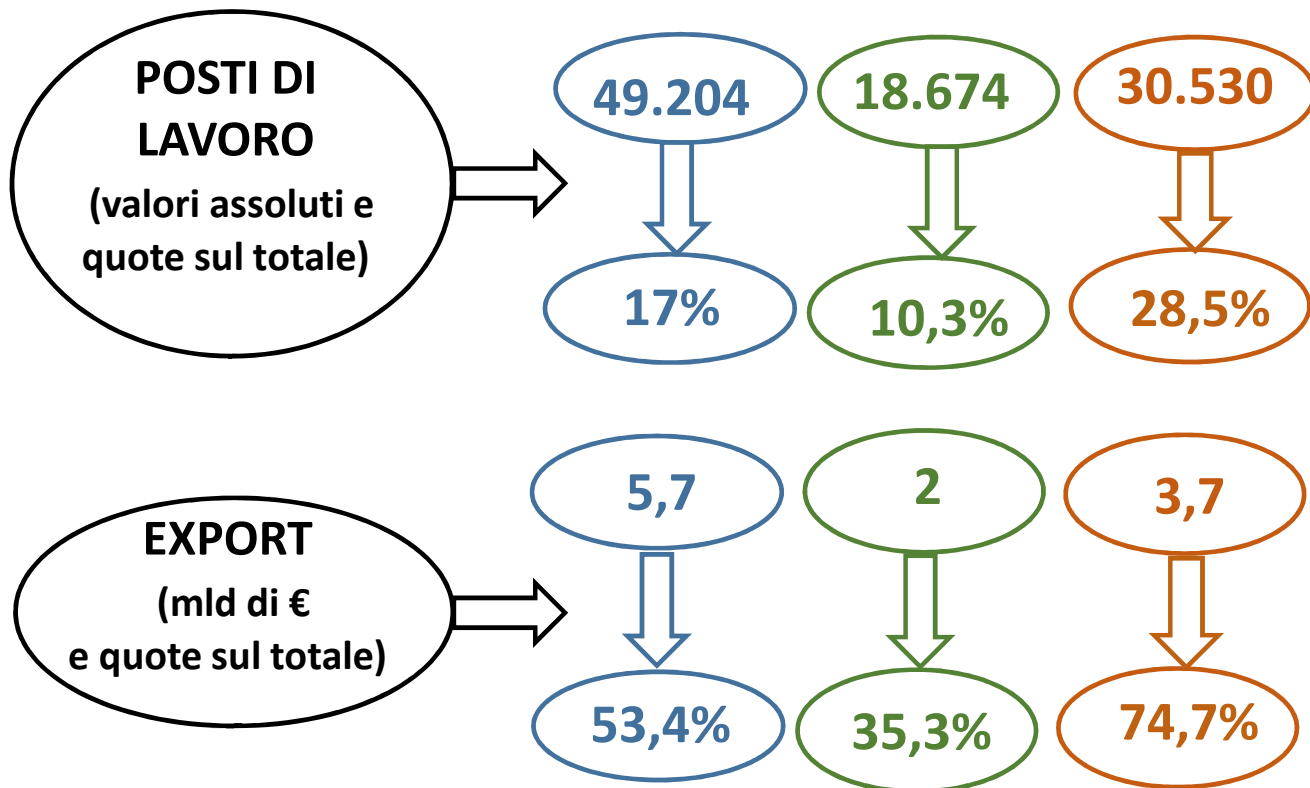 POSTI DI
LAVORO
(valori assoluti e
quote sul totale)
49.204
18.674
30.530
17%
10,3%
28,5%
EXPORT
(mld di €
e quote sul totale)
5,7
2
3,7
53,4%
35,3%
74,7%